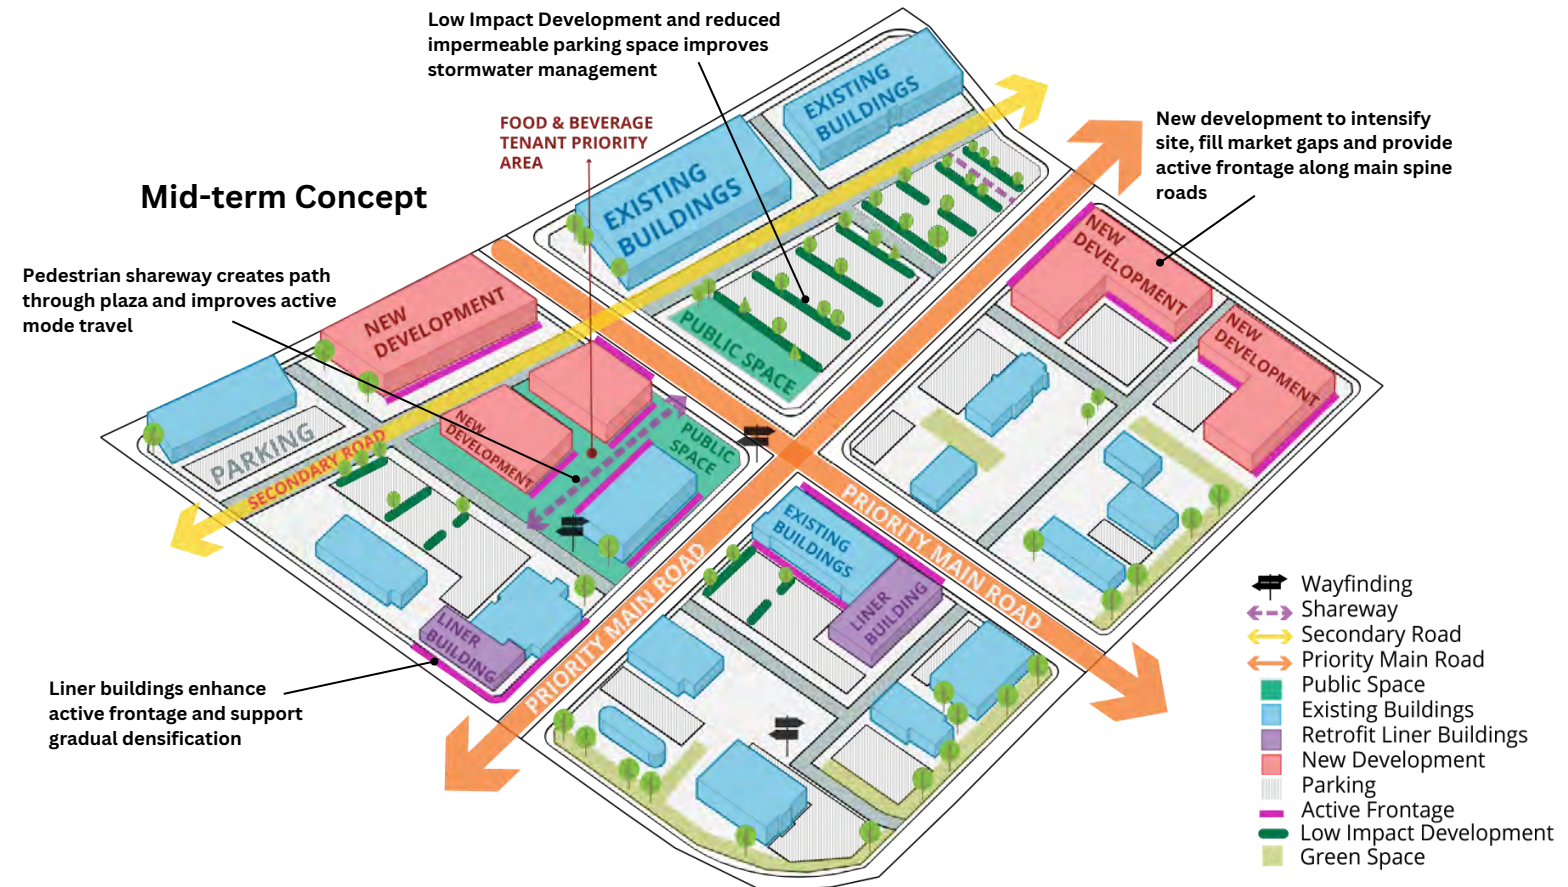 Low Impact Development and reduced
impermeable parking space improves
stormwater management
FOOD & BEVERAGE
TENANT PRIORITY
AREA
Mid-term Concept
New development to intensify
site, fill market gaps and provide
active frontage along main spine
roads
Pedestrian shareway creates path
through plaza and improves active
mode travel
Liner buildings enhance
active frontage and support
gradual densification
EXISTING
BUILDINGS
EXISTING
BUILDINGS
NEW
DEVELOPMENT
NEW
DEVELOPMENT
NEW
DEVELOPMENT
PUBLIC SPACE
NEW
DEVELOPMENT
PUBLIC
SPACE
PARKING
SECONDARY ROAD
PRIORITY MAIN ROAD
PRIORITY MAIN ROAD
EXISTING
BUILDINGS
LINER
BUILDING
LINER
BUILDING
Wayfinding
Shareway
Secondary Road
Priority Main Road
Public Space
Existing Buildings
Retrofit Liner Buildings
New Development
Parking
Active Frontage
Low Impact Development
Green Space